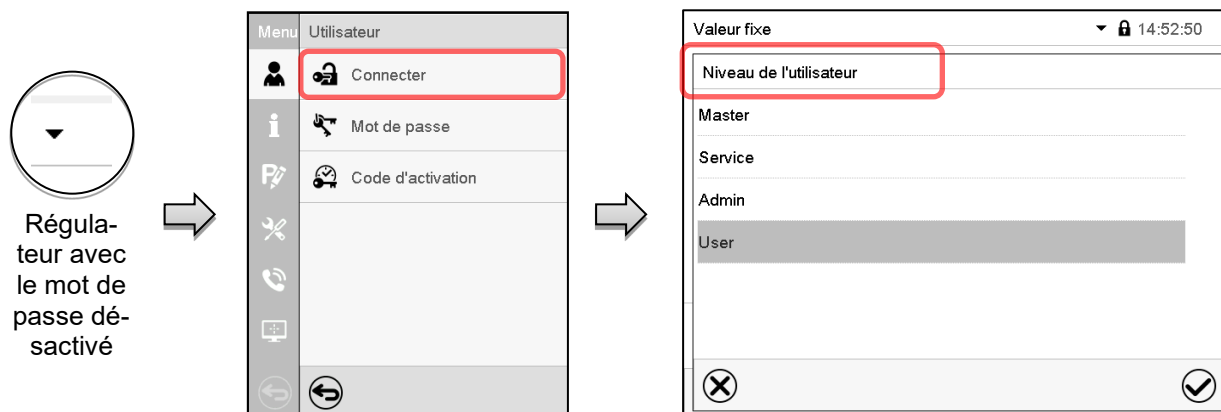 Régula-
teur avec
le mot de
passe dé-
sactivé
Menu
Utilisateur
Connecter
Mot de passe
Code d'activation
Valeur fixe
14:52:50
Niveau de l'utilisateur
Master
Service
Admin
User